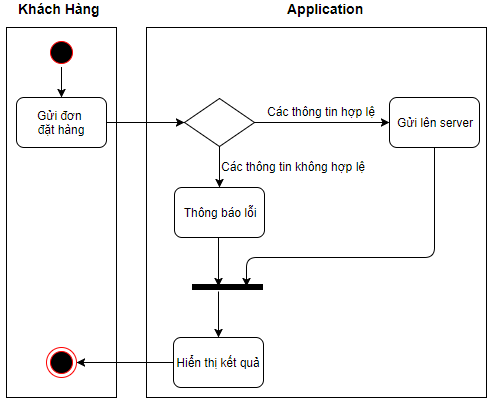 Khách Hàng
Application
Gửi đơn
đặt hàng
Các thông tin hợp lệ
Gửi lên server
Các thông tin không hợp lệ
Thông báo lỗi
Hiển thị kết quả